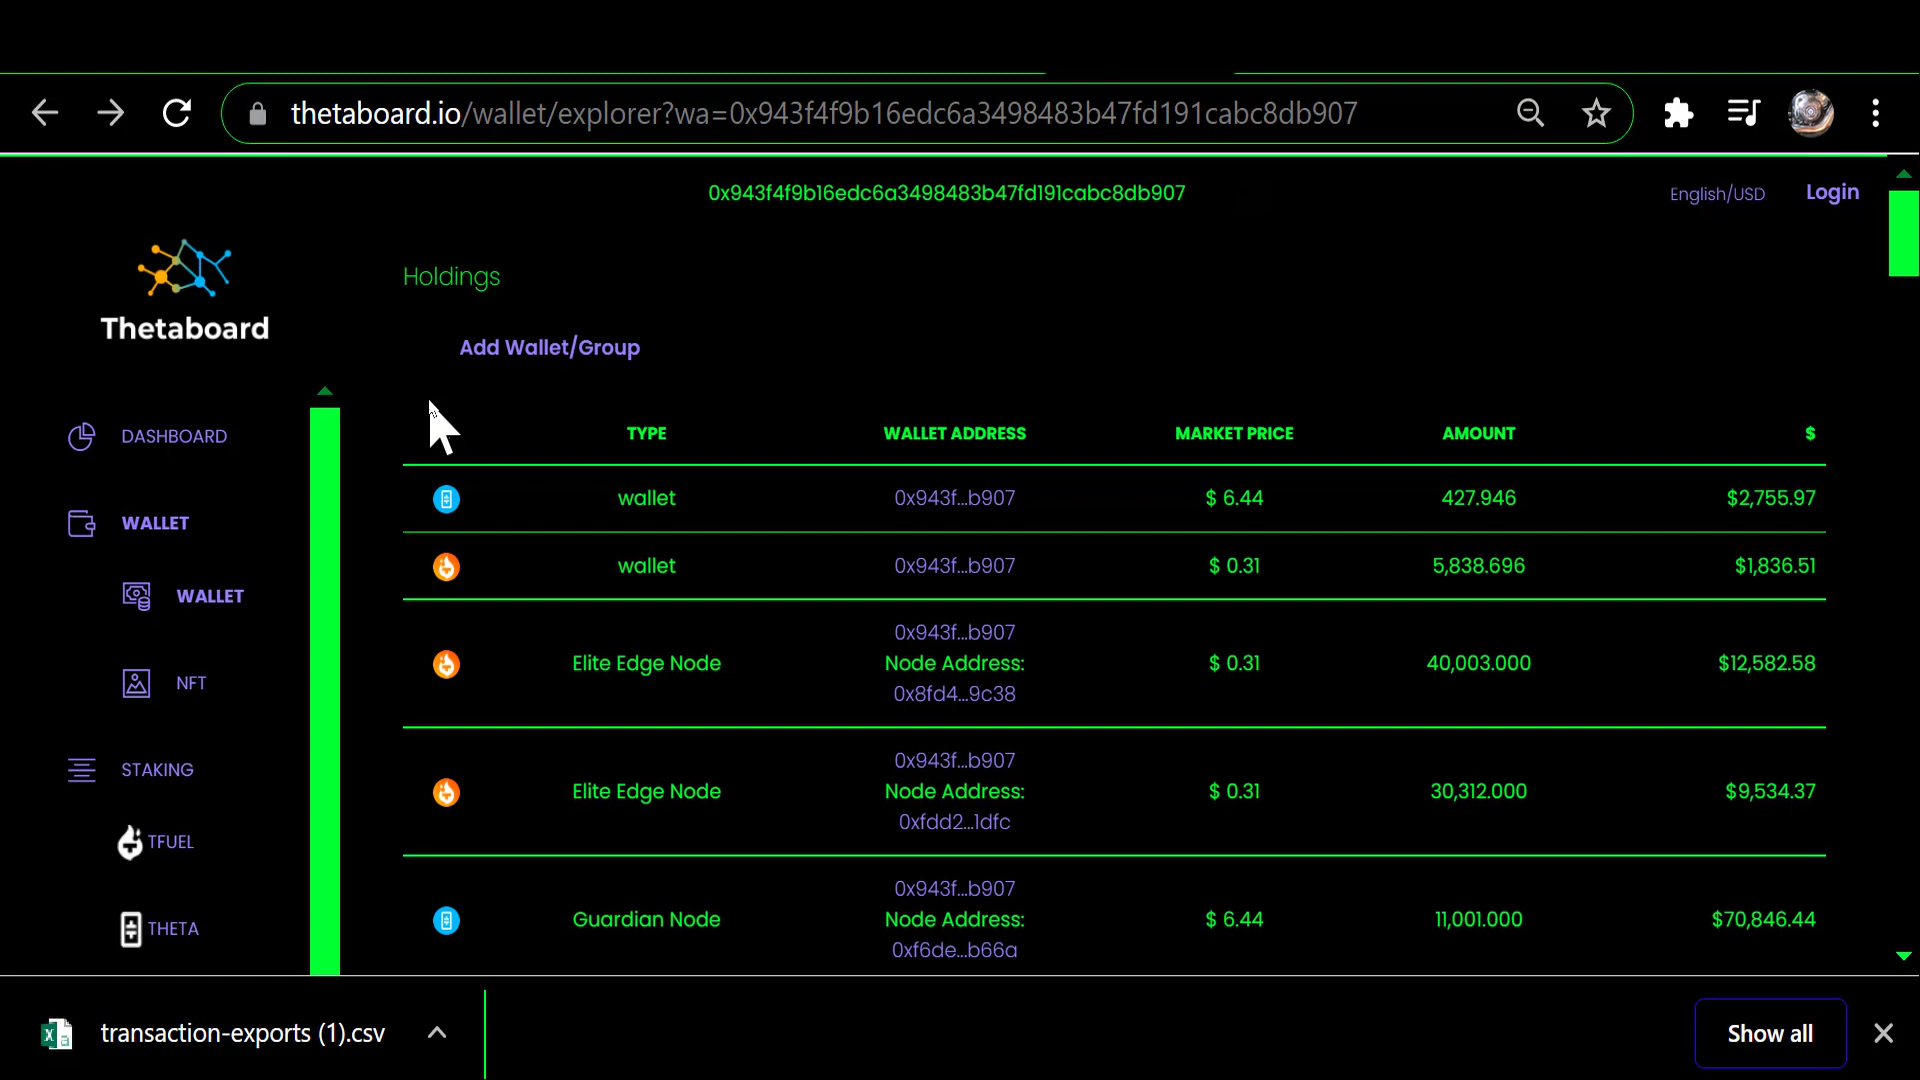 thetaboard.io/wallet/explorer?wa=0x943f4f9b16edc6a3498483b47fd191cabc8db907
0x943f4f9b16edc6a3498483b47fd191cabc8db907
English/USD
Login
Thetaboard
Holdings
Add Wallet/Group
DASHBOARD
WALLET
WALLET
NFT
STAKING
TFUEL
THETA
TYPE WALLET ADDRESS MARKET PRICE AMOUNT $
wallet 0x943f...b907 $ 6.44 427.946 $2,755.97
wallet 0x943f...b907 $ 0.31 5,838.696 $1,836.51
0x943f...b907
Elite Edge Node Node Address: $ 0.31 40,003.000 $12,582.58
0x8fd4...9c38
0x943f...b907
Elite Edge Node Node Address: $ 0.31 30,312.000 $9,534.37
0xfdd2...1dfc
0x943f...b907
Guardian Node Node Address: $ 6.44 11,001.000 $70,846.44
0xf6de...b66a
transaction-exports (1).csv
Show all